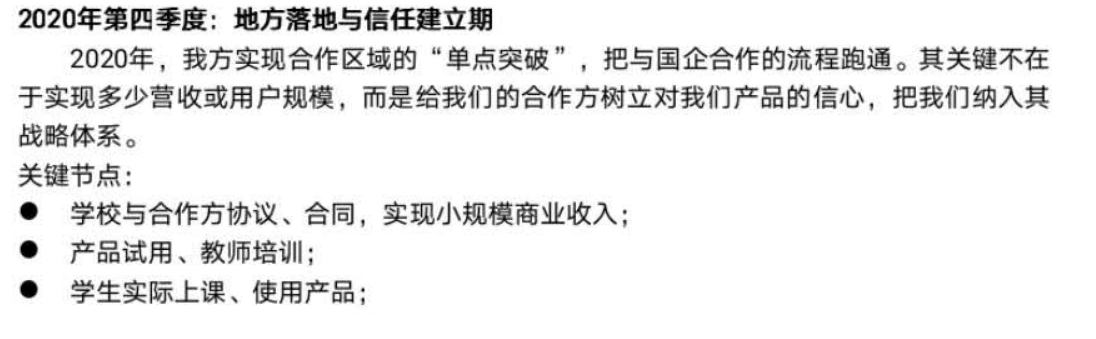 2020年第四季度：地方落地与信任建立期
2020年，我方实现合作区域的“单点突破”，把与国企合作的流程跑通。其关键不在
于实现多少营收或用户规模，而是给我们的合作方树立对我们产品的信心，把我们纳入其
战略体系。
关键节点：
● 学校与合作方协议、合同，实现小规模商业收入；
● 产品试用、教师培训；
● 学生实际上课、使用产品；